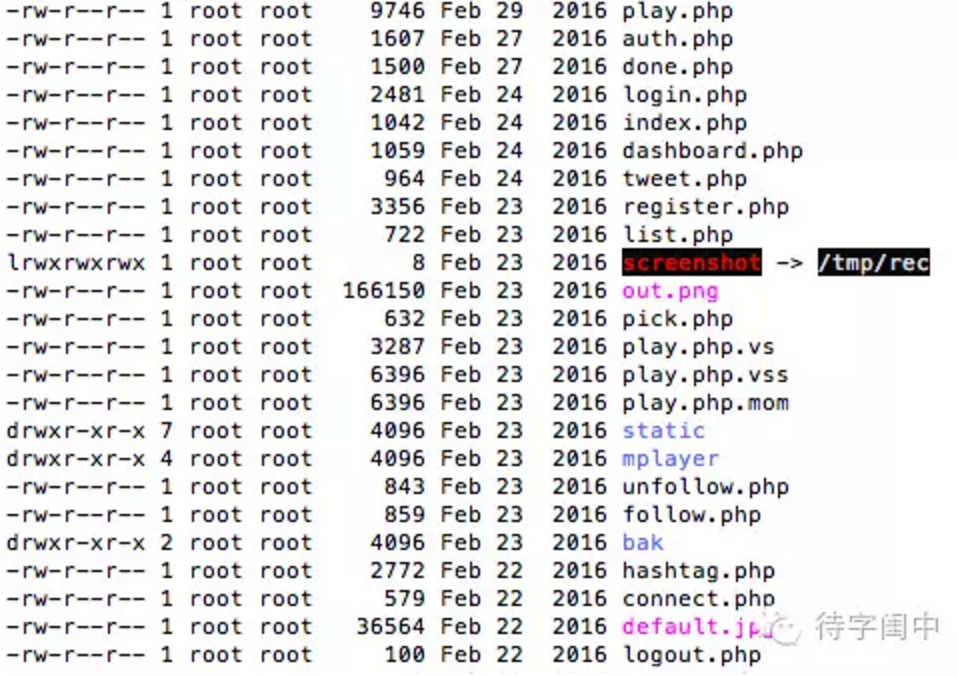 -rw-r--r-- 1 root root 9746 Feb 29 2016 play.php
-rw-r--r-- 1 root root 1607 Feb 27 2016 auth.php
-rw-r--r-- 1 root root 1500 Feb 27 2016 done.php
-rw-r--r-- 1 root root 2481 Feb 24 2016 login.php
-rw-r--r-- 1 root root 1042 Feb 24 2016 index.php
-rw-r--r-- 1 root root 1059 Feb 24 2016 dashboard.php
-rw-r--r-- 1 root root 964 Feb 24 2016 tweet.php
-rw-r--r-- 1 root root 3356 Feb 23 2016 register.php
-rw-r--r-- 1 root root 722 Feb 23 2016 list.php
lrwxrwxrwx 1 root root 8 Feb 23 2016 screenshot -> /tmp/rec
-rw-r--r-- 1 root root 166150 Feb 23 2016 out.png
-rw-r--r-- 1 root root 632 Feb 23 2016 pick.php
-rw-r--r-- 1 root root 3287 Feb 23 2016 play.php.vs
-rw-r--r-- 1 root root 6396 Feb 23 2016 play.php.vss
-rw-r--r-- 1 root root 6396 Feb 23 2016 play.php.mom
drwxr-xr-x 7 root root 4096 Feb 23 2016 static
drwxr-xr-x 4 root root 4096 Feb 23 2016 mplayer
-rw-r--r-- 1 root root 843 Feb 23 2016 unfollow.php
-rw-r--r-- 1 root root 859 Feb 23 2016 follow.php
drwxr-xr-x 2 root root 4096 Feb 23 2016 bak
-rw-r--r-- 1 root root 2772 Feb 22 2016 hashtag.php
-rw-r--r-- 1 root root 579 Feb 22 2016 connect.php
-rw-r--r-- 1 root root 36564 Feb 22 2016 default.jpg
待字闺中
-rw-r--r-- 1 root root 100 Feb 22 2016 logout.php